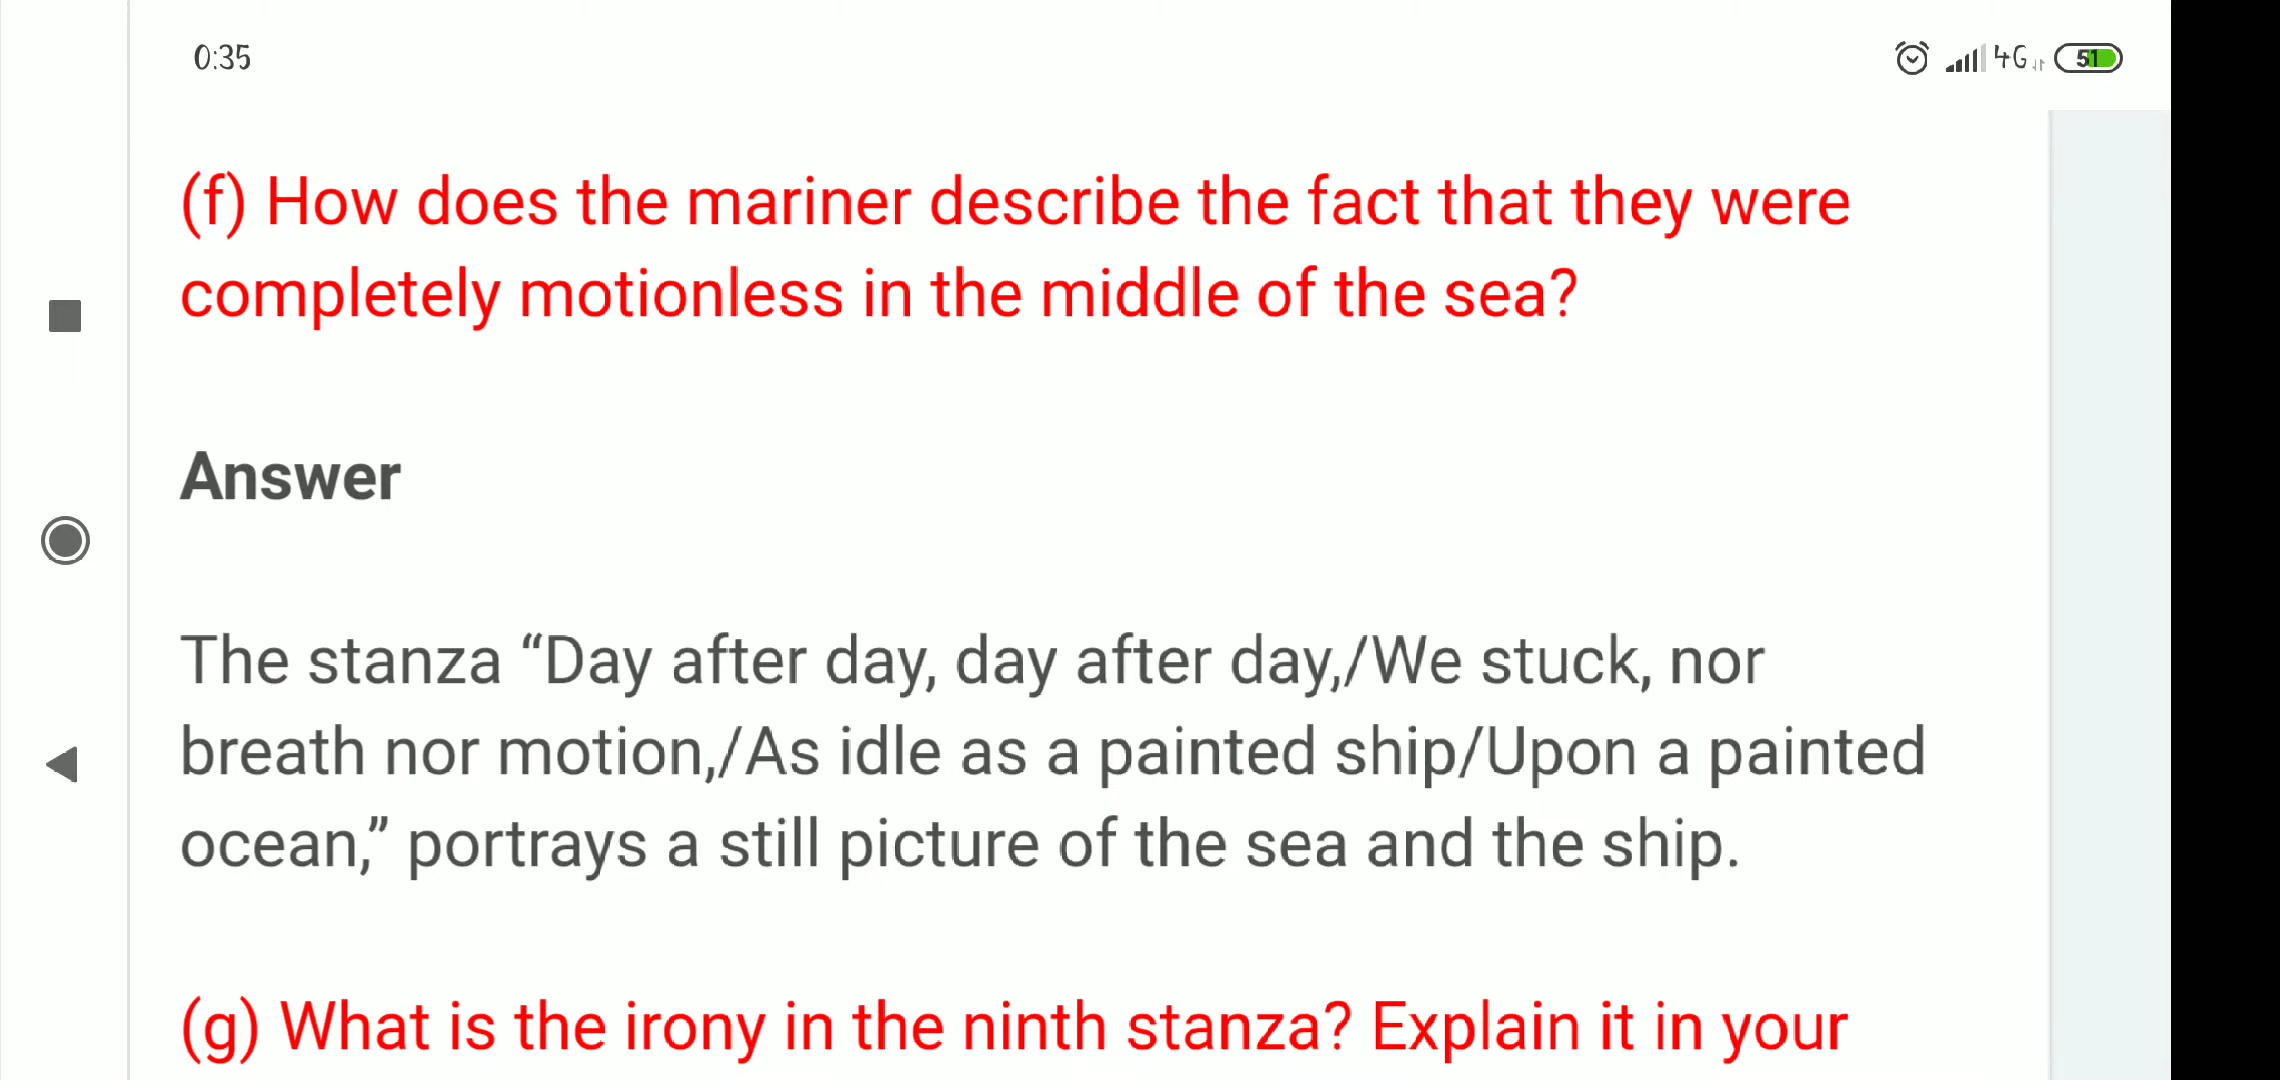 0:35
4G
51
(f) How does the mariner describe the fact that they were
completely motionless in the middle of the sea?
Answer
The stanza “Day after day, day after day,/We stuck, nor
breath nor motion,/As idle as a painted ship/Upon a painted
ocean,” portrays a still picture of the sea and the ship.
(g) What is the irony in the ninth stanza? Explain it in your